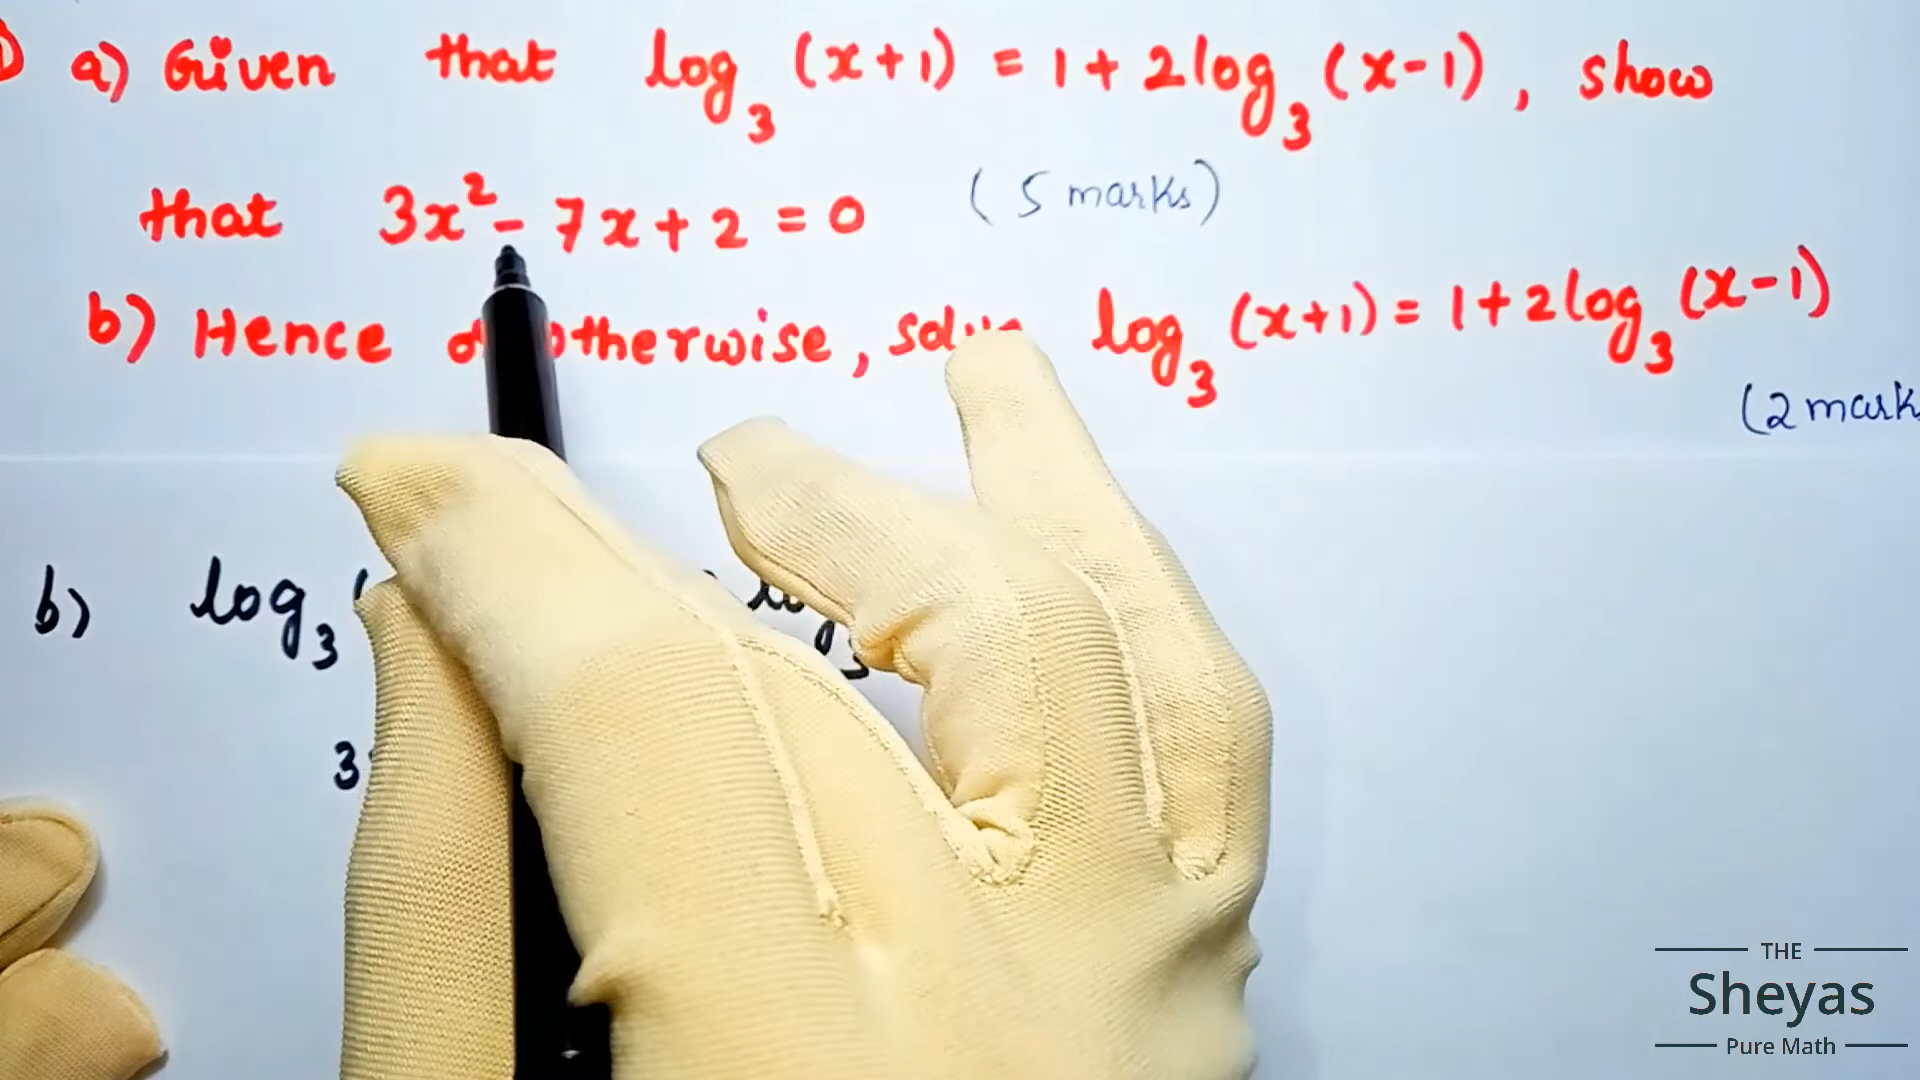 a) Given that log₃ (x+1) = 1 + 2log₃ (x-1), show
that 3x² - 7x + 2 = 0 (5 marks)
b) Hence otherwise, solve log₃ (x+1) = 1+2log₃ (x-1)
(2 mark
b) log₃ (
3
THE
Sheyas
Pure Math